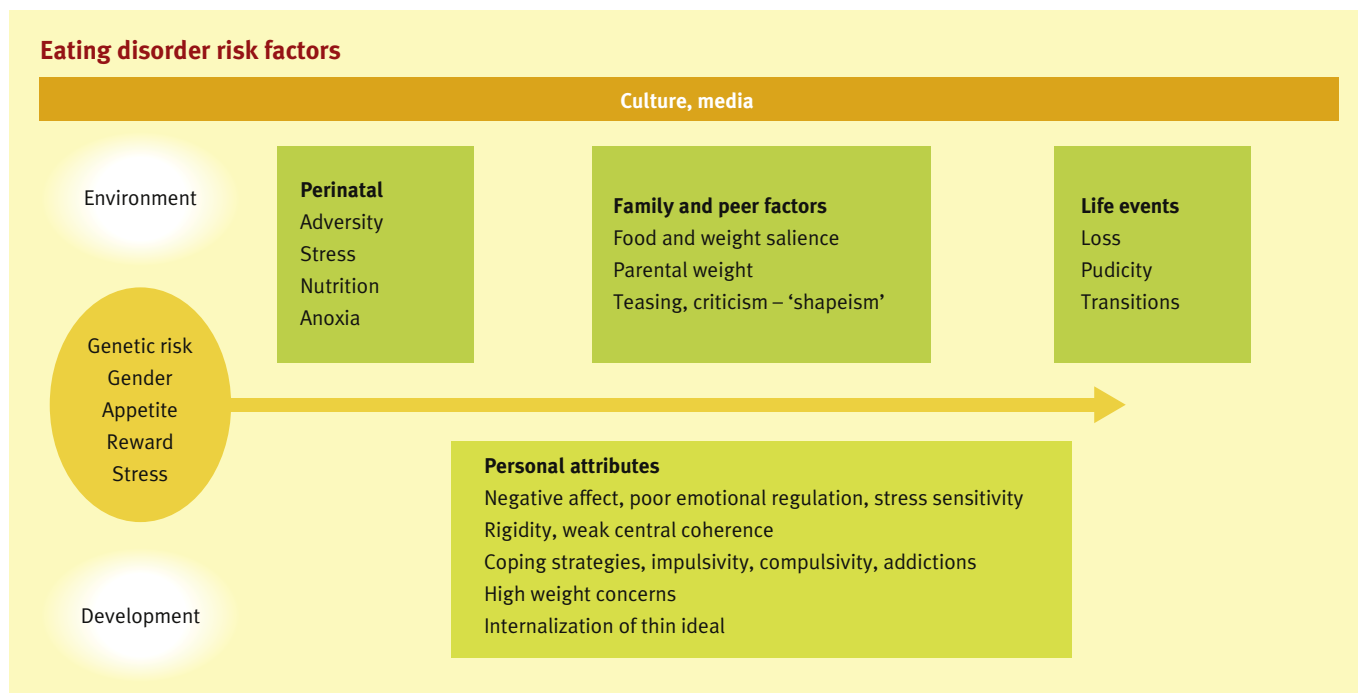 Eating disorder risk factors
Culture, media
Environment
Perinatal
Adversity
Stress
Nutrition
Anoxia
Family and peer factors
Food and weight salience
Parental weight
Teasing, criticism – ‘shapeism’
Life events
Loss
Pudicity
Transitions
Genetic risk
Gender
Appetite
Reward
Stress
Personal attributes
Negative affect, poor emotional regulation, stress sensitivity
Rigidity, weak central coherence
Coping strategies, impulsivity, compulsivity, addictions
High weight concerns
Internalization of thin ideal
Development